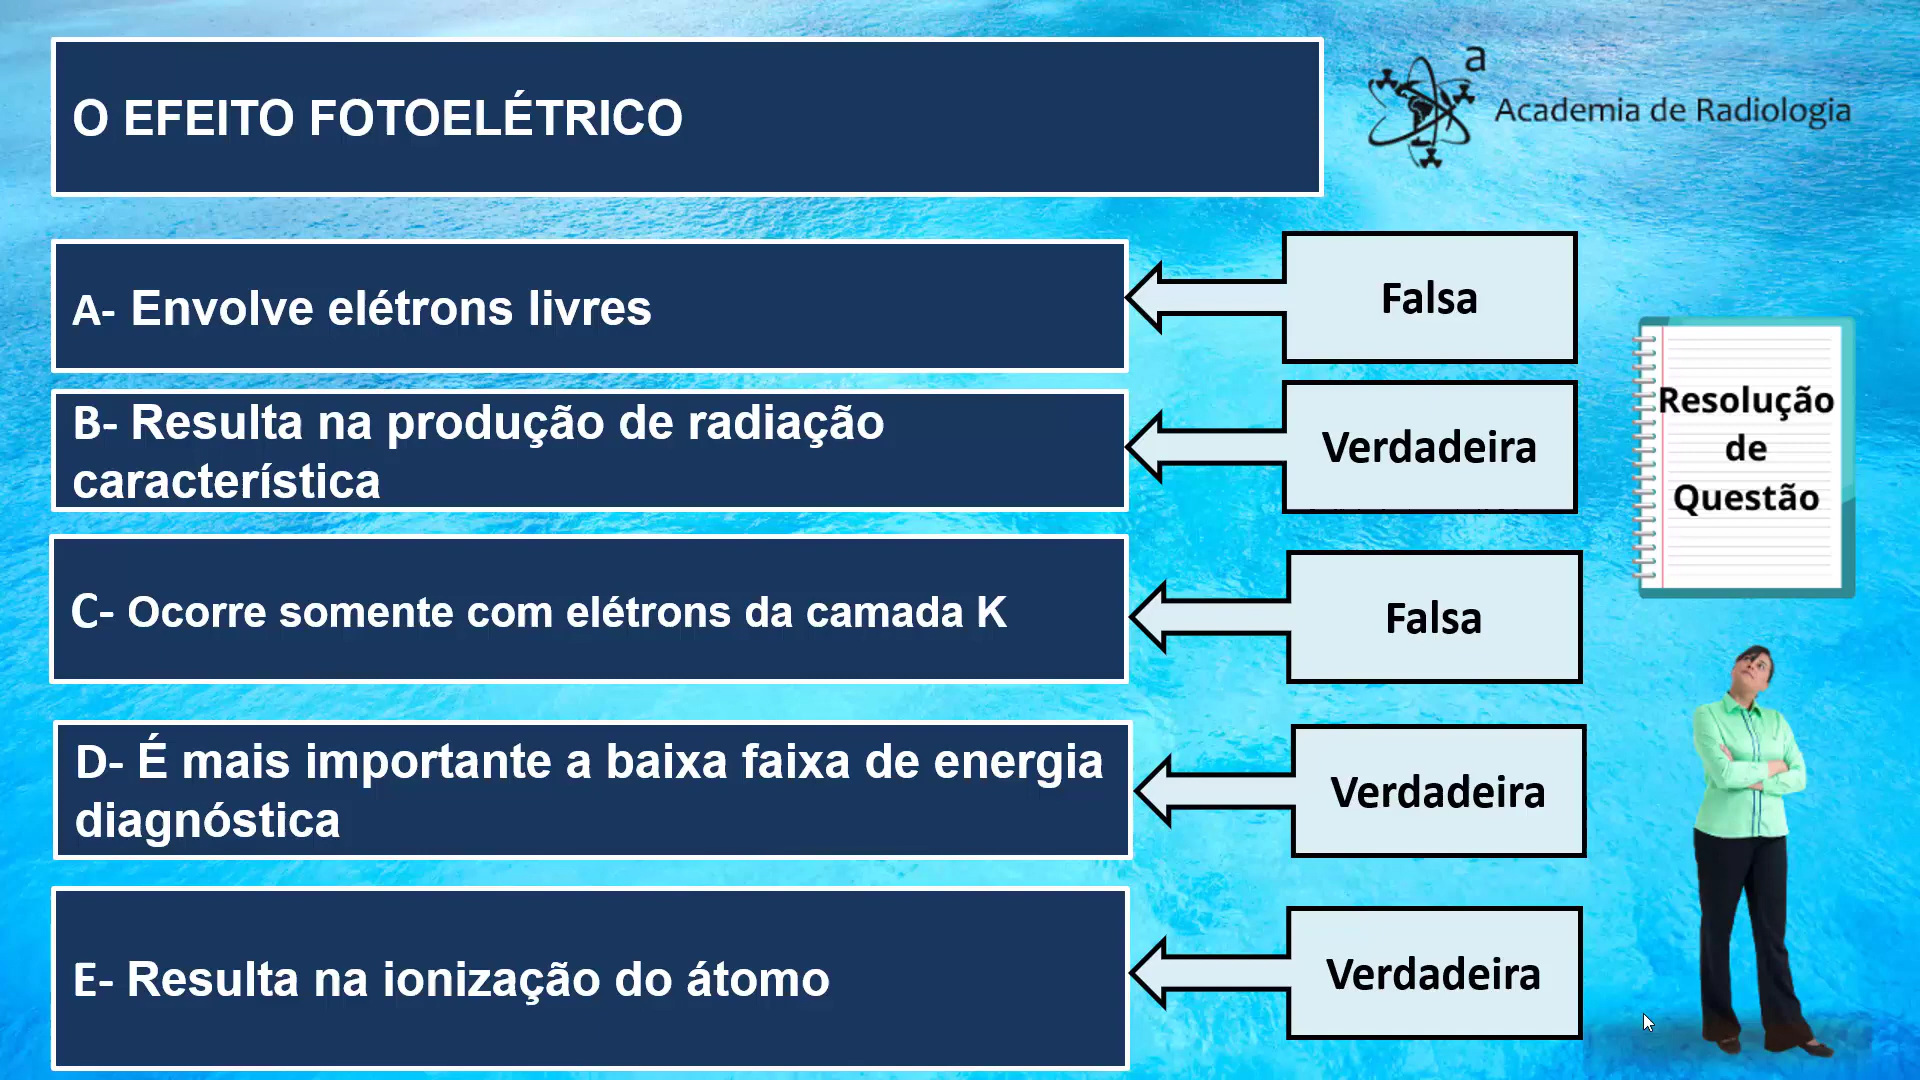 O EFEITO FOTOELÉTRICO
a
Academia de Radiologia
A- Envolve elétrons livres
Falsa
B- Resulta na produção de radiação
característica
Verdadeira
Resolução
de
Questão
C- Ocorre somente com elétrons da camada K
Falsa
D- É mais importante a baixa faixa de energia
diagnóstica
Verdadeira
E- Resulta na ionização do átomo
Verdadeira